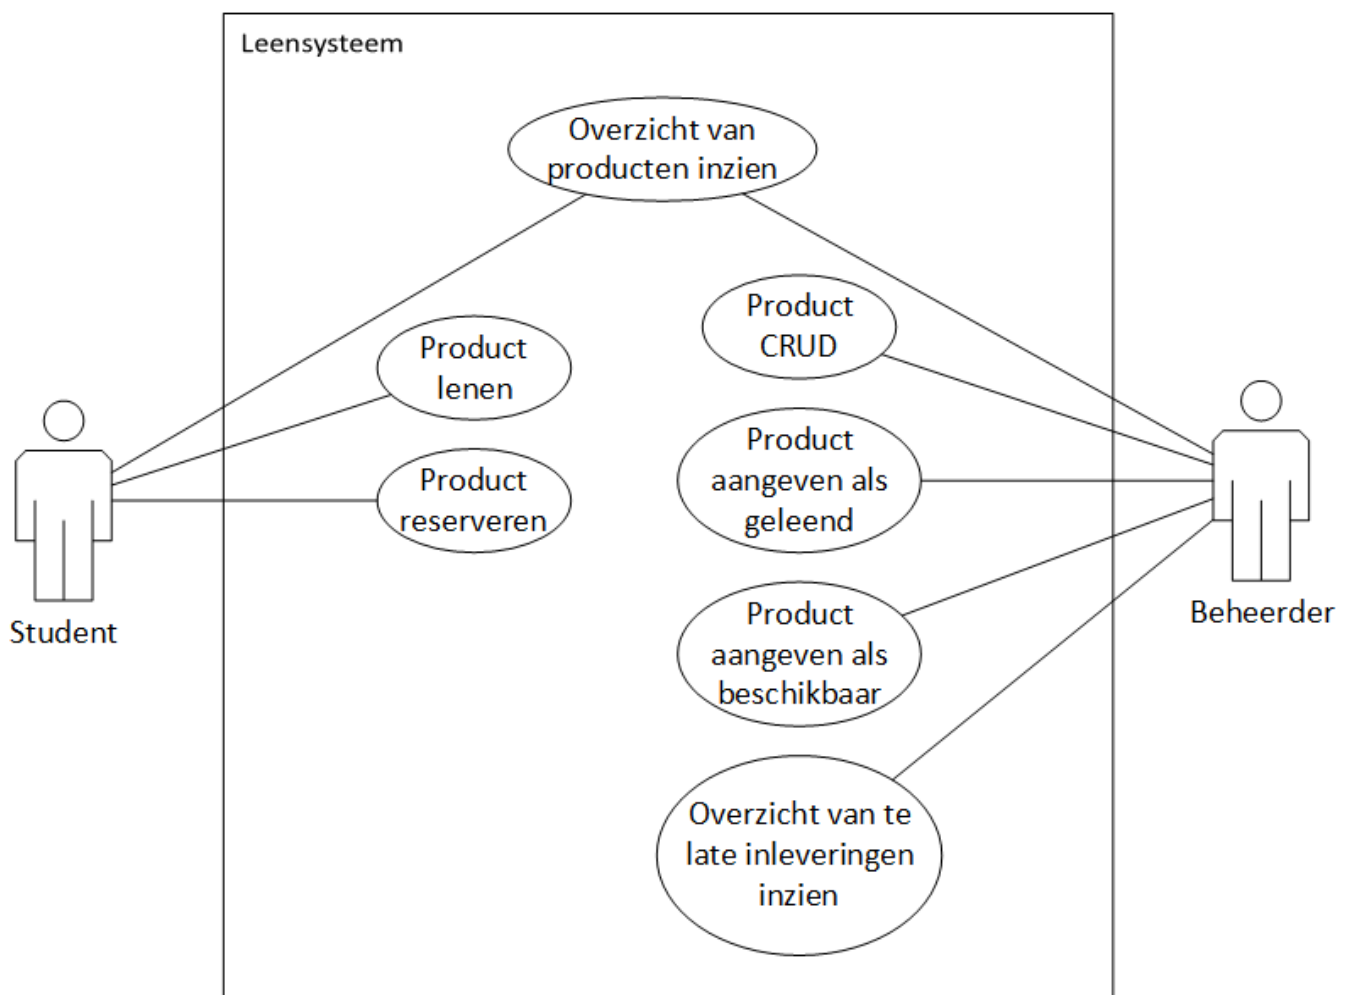 Leensysteem
Overzicht van
producten inzien
Product
CRUD
Product
lenen
Product
aangeven als
geleend
Product
reserveren
Student
Product
aangeven als
beschikbaar
Beheerder
Overzicht van te
late inleveringen
inzien